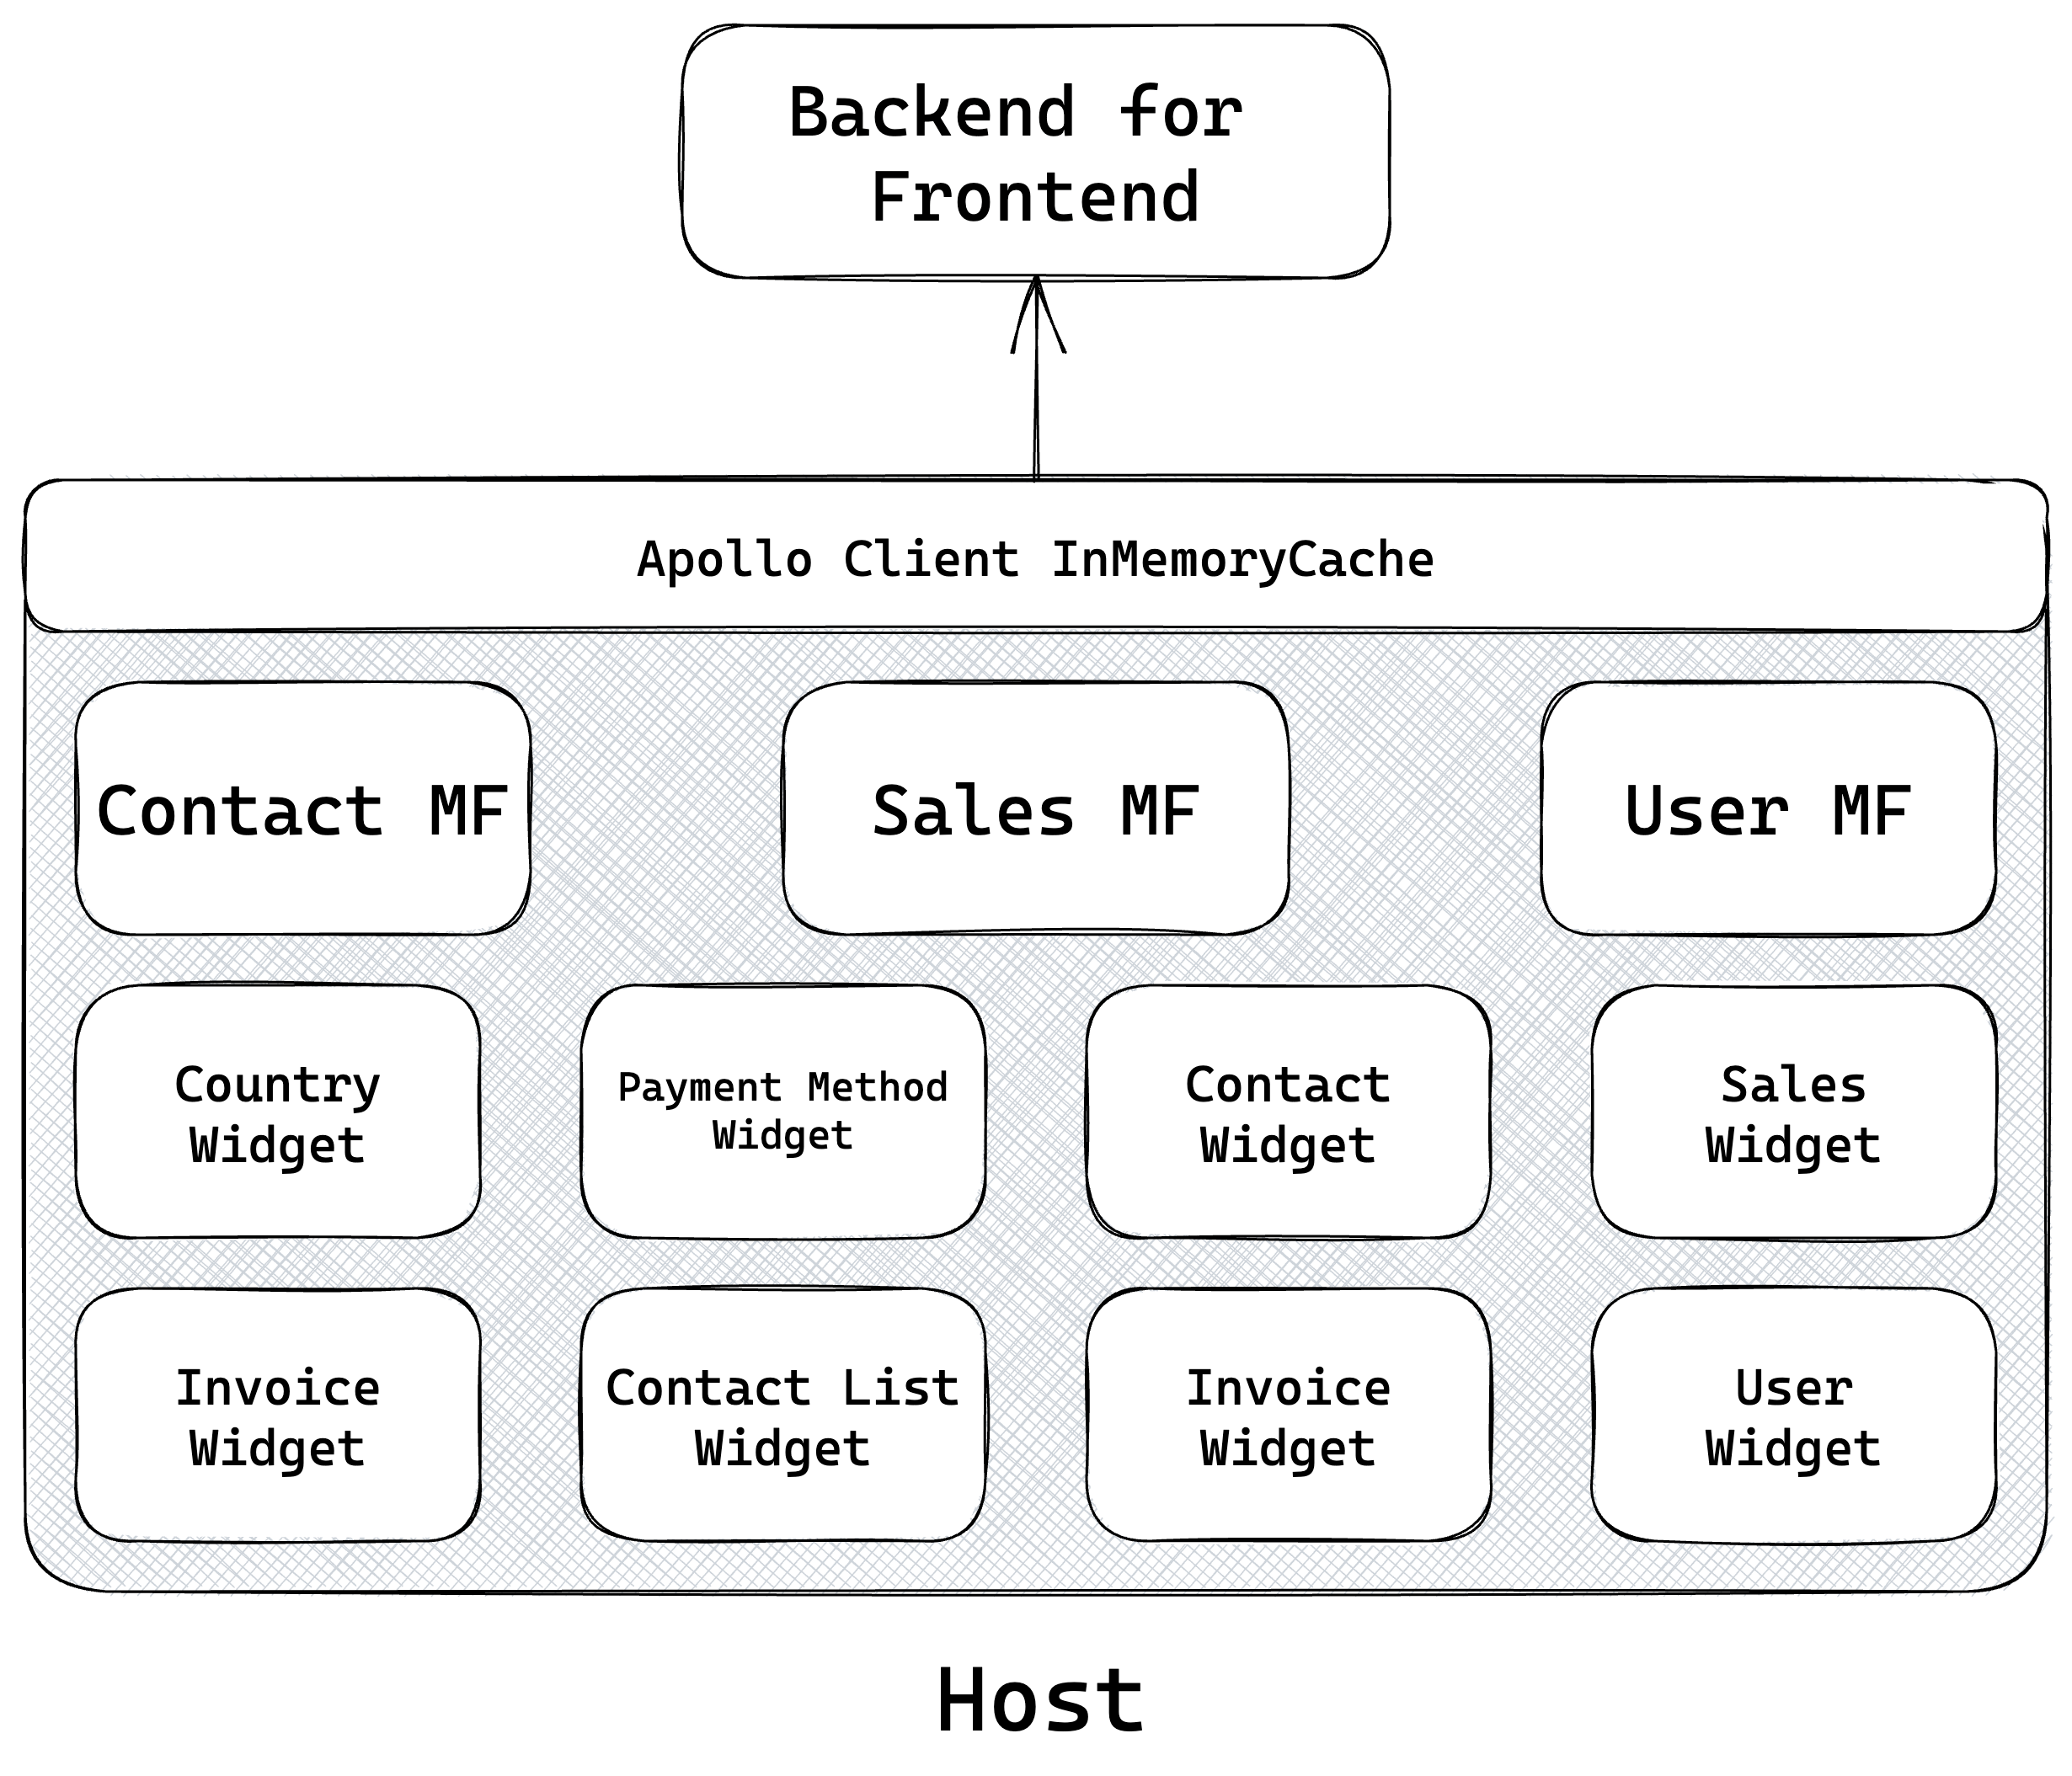 Backend for
Frontend
Apollo Client InMemoryCache
Contact MF
Sales MF
User MF
Country
Widget
Payment Method
Widget
Contact
Widget
Sales
Widget
Invoice
Widget
Contact List
Widget
Invoice
Widget
User
Widget
Host